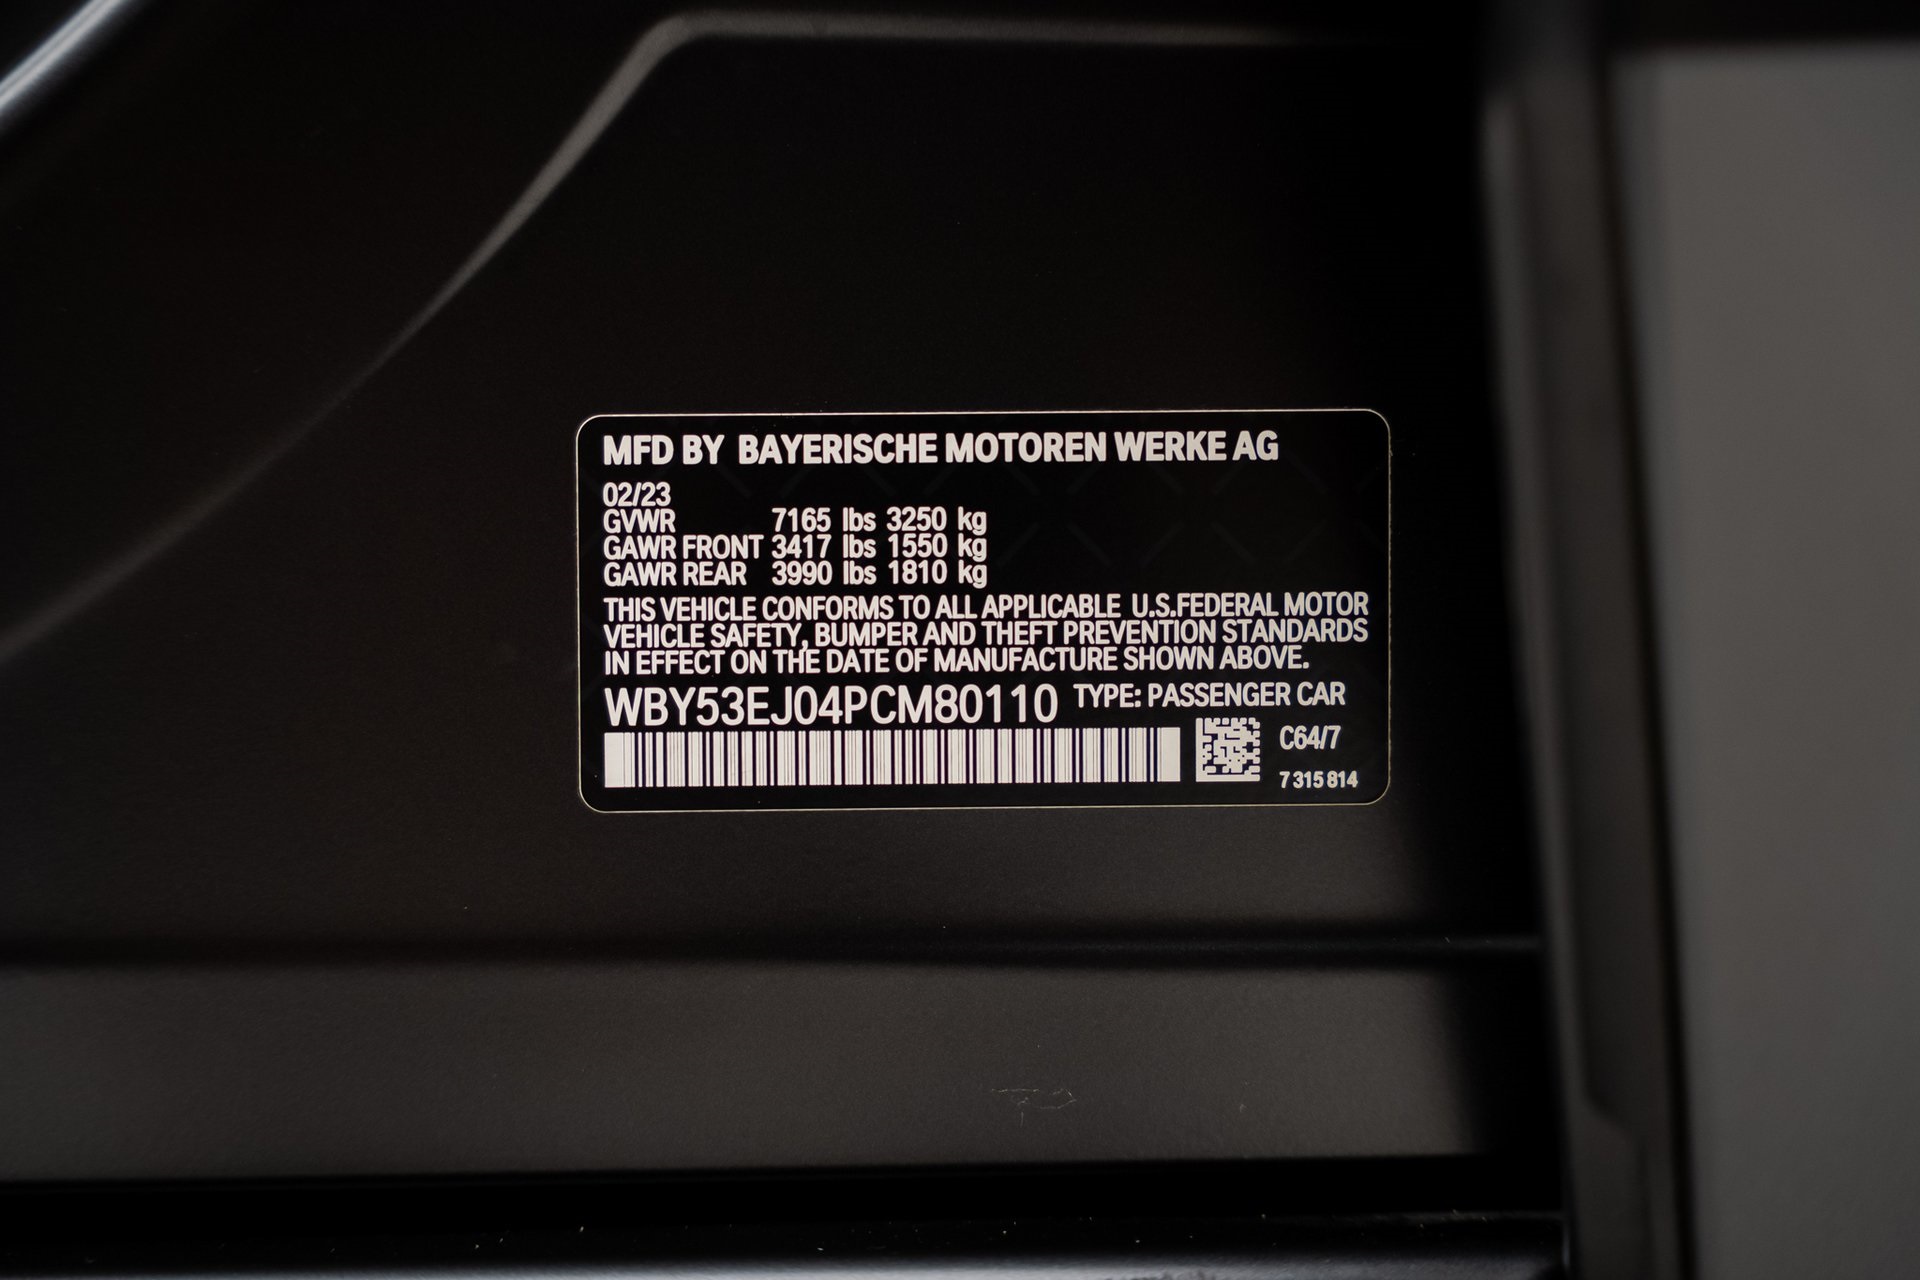 MFD BY BAYERISCHE MOTOREN WERKE AG
02/23
GVWR 7165 lbs 3250 kg
GAWR FRONT 3417 lbs 1550 kg
GAWR REAR 3990 lbs 1810 kg
THIS VEHICLE CONFORMS TO ALL APPLICABLE U.S.FEDERAL MOTOR
VEHICLE SAFETY, BUMPER AND THEFT PREVENTION STANDARDS
IN EFFECT ON THE DATE OF MANUFACTURE SHOWN ABOVE.
WBY53EJ04PCM80110 TYPE: PASSENGER CAR
C64/7
7 315 814